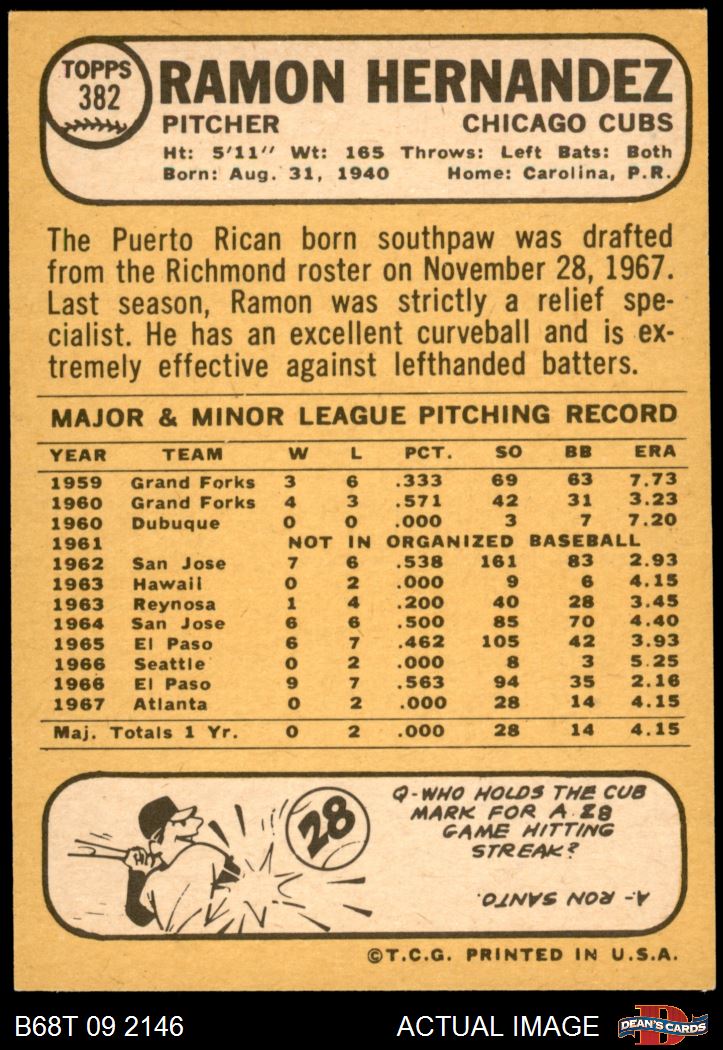 TOPPS
382
RAMON HERNANDEZ
PITCHER CHICAGO CUBS
Ht: 5'11" Wt: 165 Throws: Left Bats: Both
Born: Aug. 31, 1940 Home: Carolina, P.R.
The Puerto Rican born southpaw was drafted
from the Richmond roster on November 28, 1967.
Last season, Ramon was strictly a relief spe-
cialist. He has an excellent curveball and is ex-
tremely effective against lefthanded batters.
MAJOR & MINOR LEAGUE PITCHING RECORD
YEAR TEAM W L PCT. SO BB ERA
1959 Grand Forks 3 6 .333 69 63 7.73
1960 Grand Forks 4 3 .571 42 31 3.23
1960 Dubuque 0 0 .000 3 7 7.20
1961 NOT IN ORGANIZED BASEBALL
1962 San Jose 7 6 .538 161 83 2.93
1963 Hawaii 0 2 .000 9 6 4.15
1963 Reynosa 1 4 .200 40 28 3.45
1964 San Jose 6 6 .500 85 70 4.40
1965 El Paso 6 7 .462 105 42 3.93
1966 Seattle 0 2 .000 8 3 5.25
1966 El Paso 9 7 .563 94 35 2.16
1967 Atlanta 0 2 .000 28 14 4.15
Maj. Totals 1 Yr. 0 2 .000 28 14 4.15
28
Q-WHO HOLDS THE CUB
MARK FOR A 28
GAME HITTING
STREAK?
A- RON SANTO.
©T.C.G. PRINTED IN U.S.A.
B68T 09 2146 ACTUAL IMAGE
D
DEAN'S CARDS